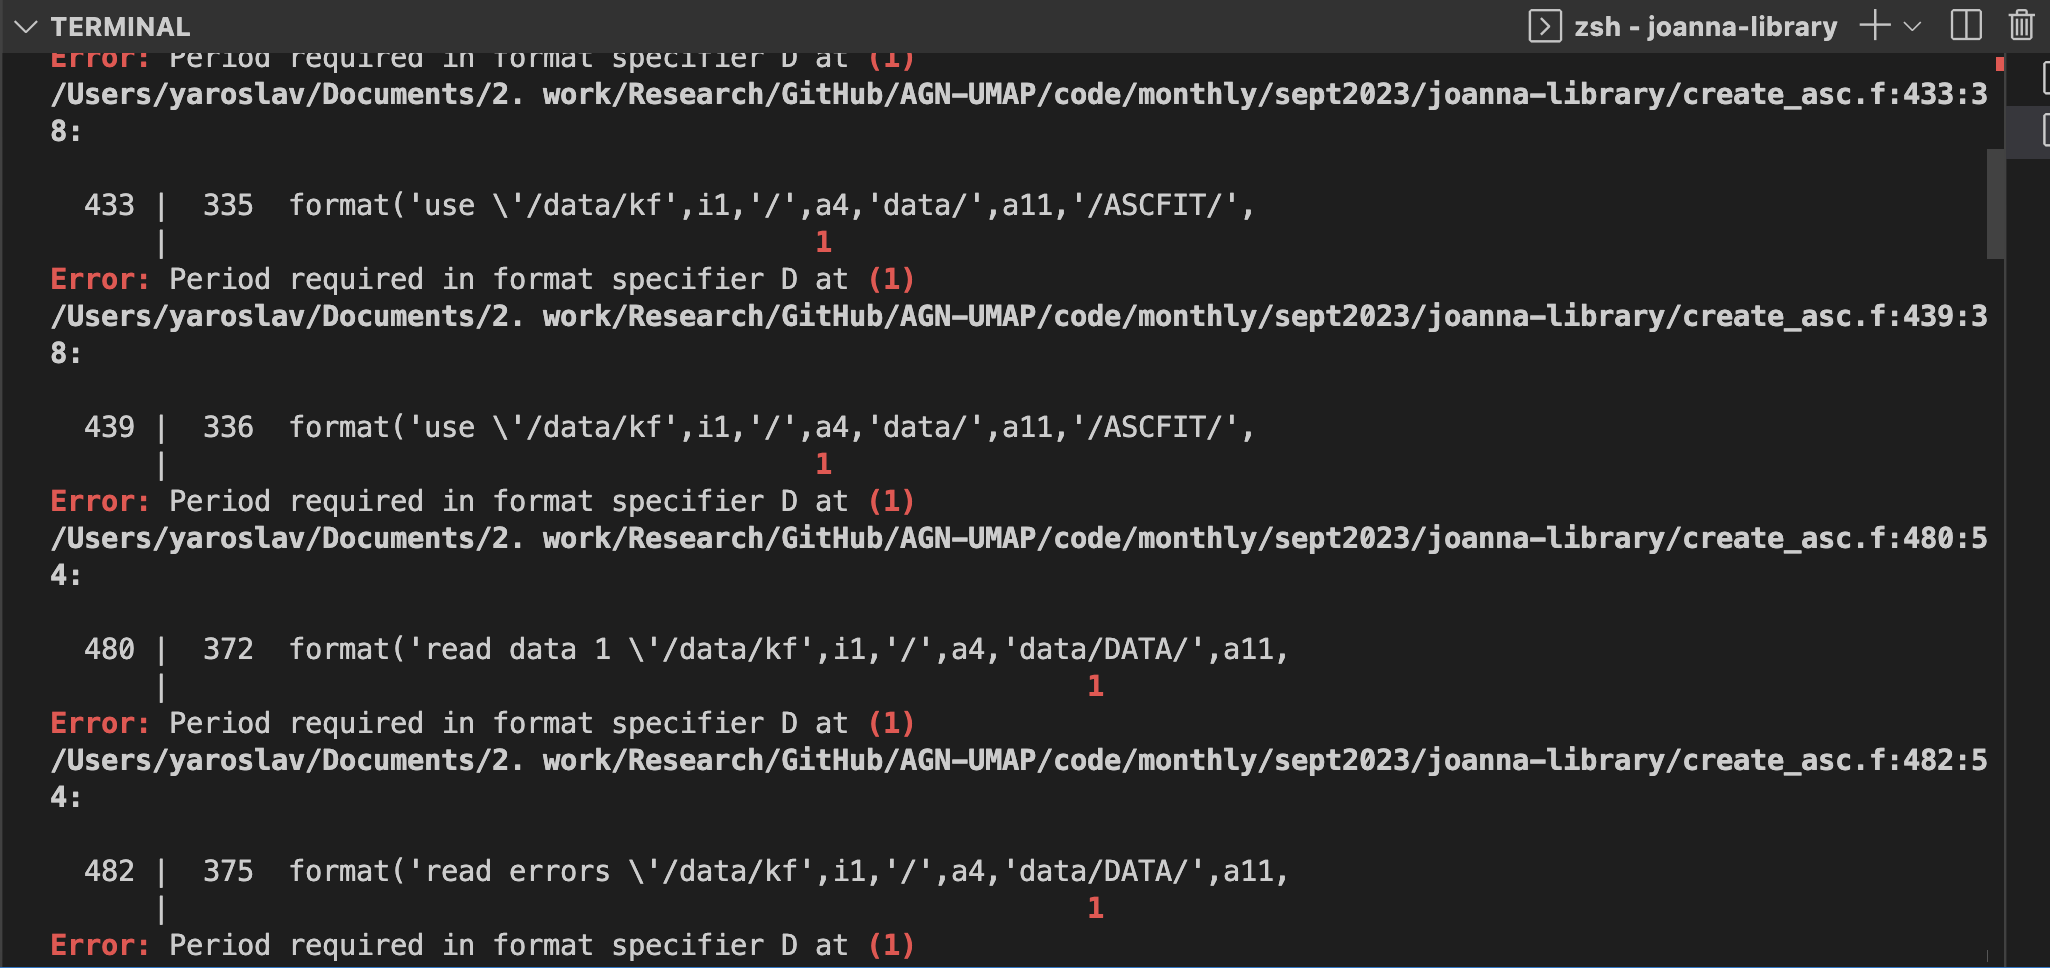 TERMINAL
zsh - joanna-library
Error: Period required in format specifier D at (1)
/Users/yaroslav/Documents/2. work/Research/GitHub/AGN-UMAP/code/monthly/sept2023/joanna-library/create_asc.f:433:3
8:
433 |  335  format('use \'/data/kf',i1,'/',a4,'data/',a11,'/ASCFIT/',
| 1
Error: Period required in format specifier D at (1)
/Users/yaroslav/Documents/2. work/Research/GitHub/AGN-UMAP/code/monthly/sept2023/joanna-library/create_asc.f:439:3
8:
439 |  336  format('use \'/data/kf',i1,'/',a4,'data/',a11,'/ASCFIT/',
| 1
Error: Period required in format specifier D at (1)
/Users/yaroslav/Documents/2. work/Research/GitHub/AGN-UMAP/code/monthly/sept2023/joanna-library/create_asc.f:480:5
4:
480 |  372  format('read data 1 \'/data/kf',i1,'/',a4,'data/DATA/',a11,
| 1
Error: Period required in format specifier D at (1)
/Users/yaroslav/Documents/2. work/Research/GitHub/AGN-UMAP/code/monthly/sept2023/joanna-library/create_asc.f:482:5
4:
482 |  375  format('read errors \'/data/kf',i1,'/',a4,'data/DATA/',a11,
| 1
Error: Period required in format specifier D at (1)